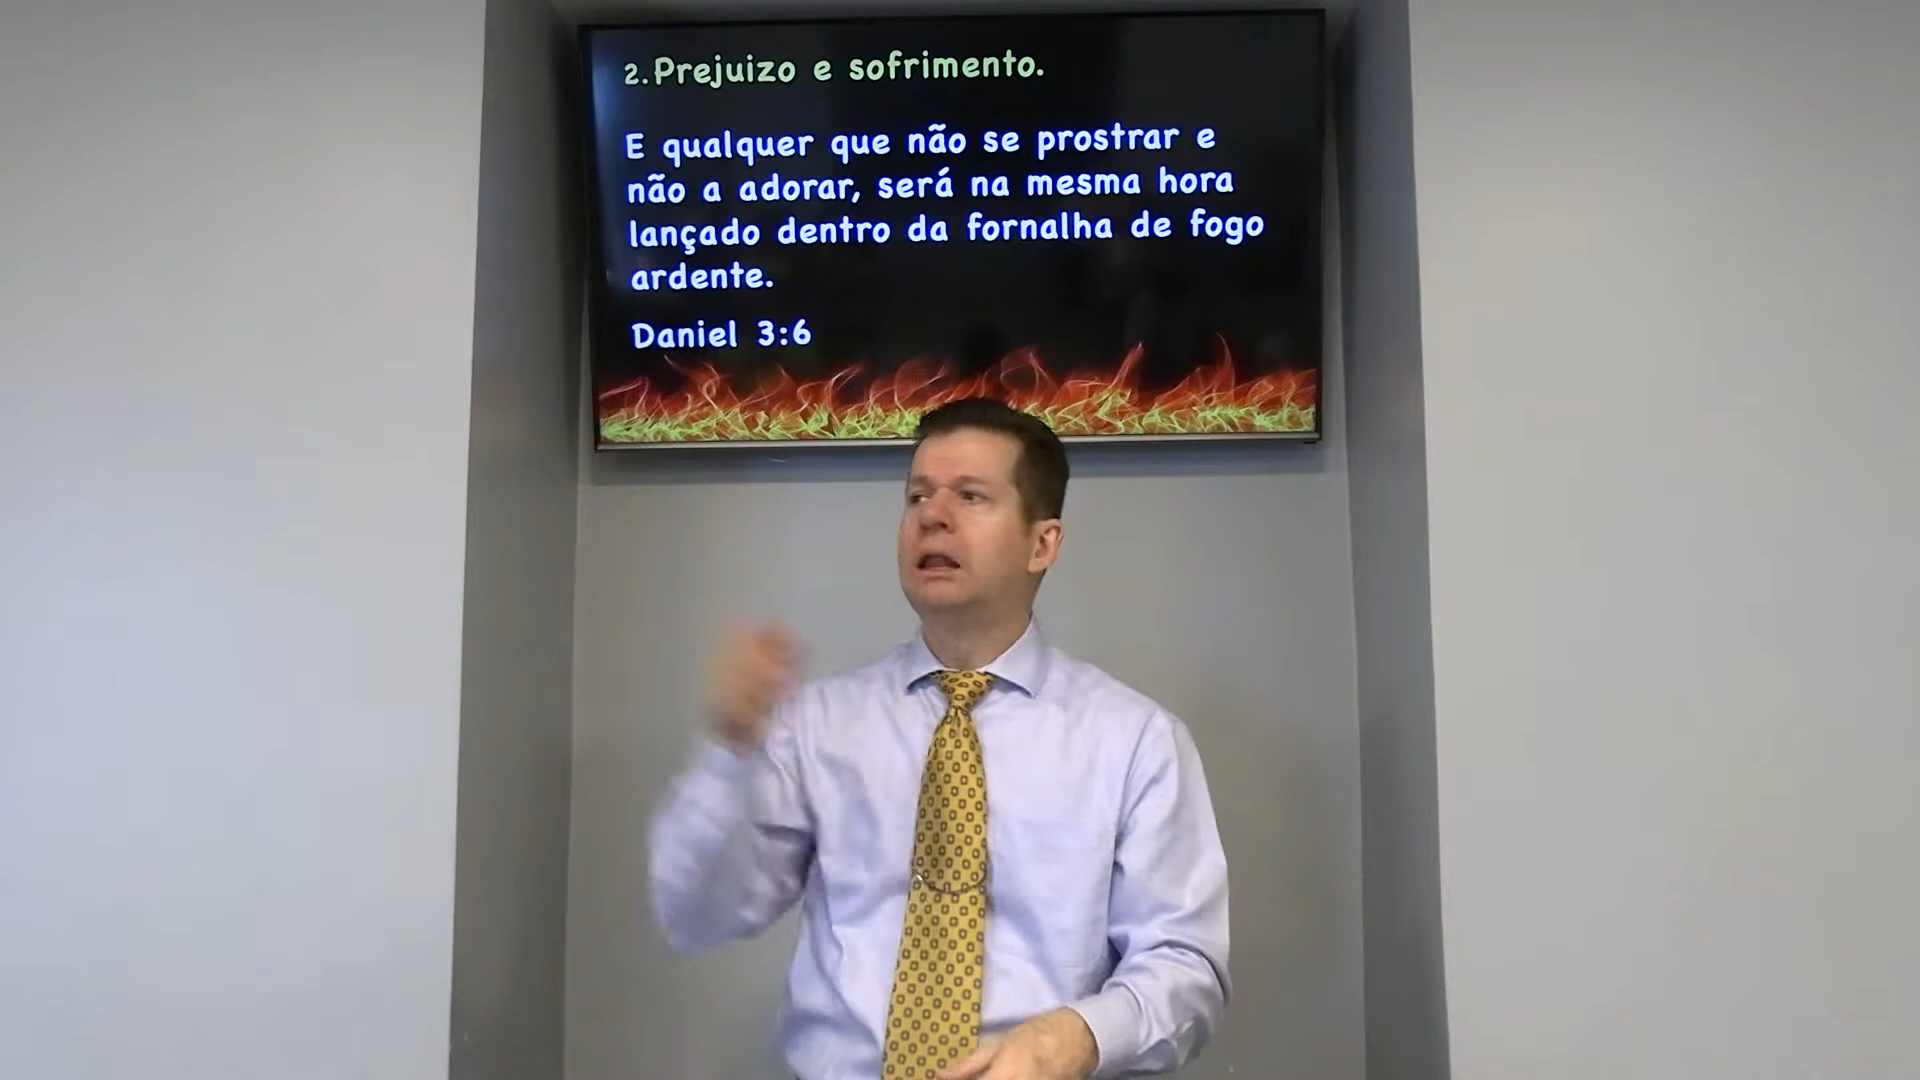 2. Prejuizo e sofrimento.
E qualquer que não se prostrar e
não a adorar, será na mesma hora
lançado dentro da fornalha de fogo
ardente.
Daniel 3:6